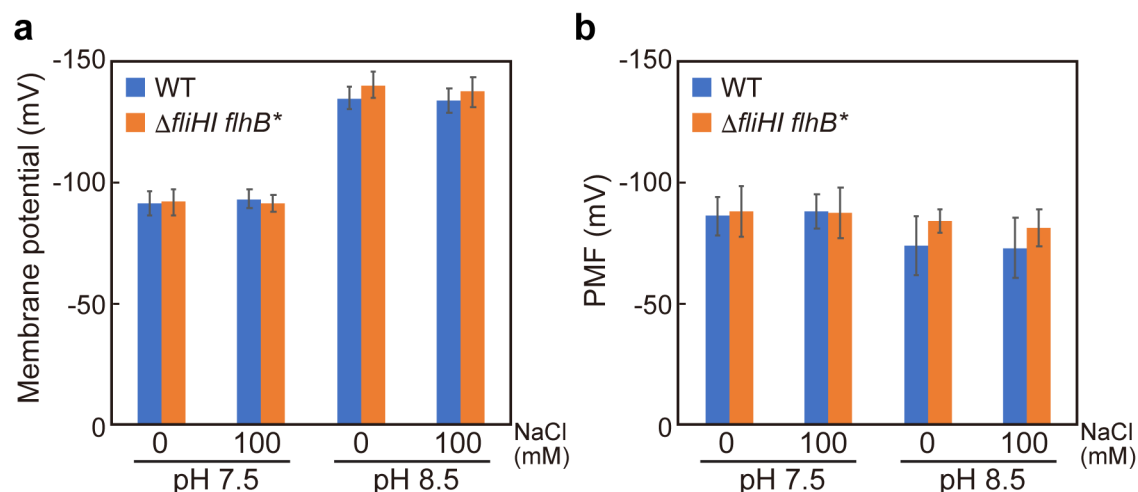 a
Membrane potential (mV)
-150
-100
-50
0
WT
ΔfliHI flhB*
0 100 0 100 NaCl
(mM)
pH 7.5 pH 8.5
b
PMF (mV)
-150
-100
-50
0
WT
ΔfliHI flhB*
0 100 0 100 NaCl
(mM)
pH 7.5 pH 8.5